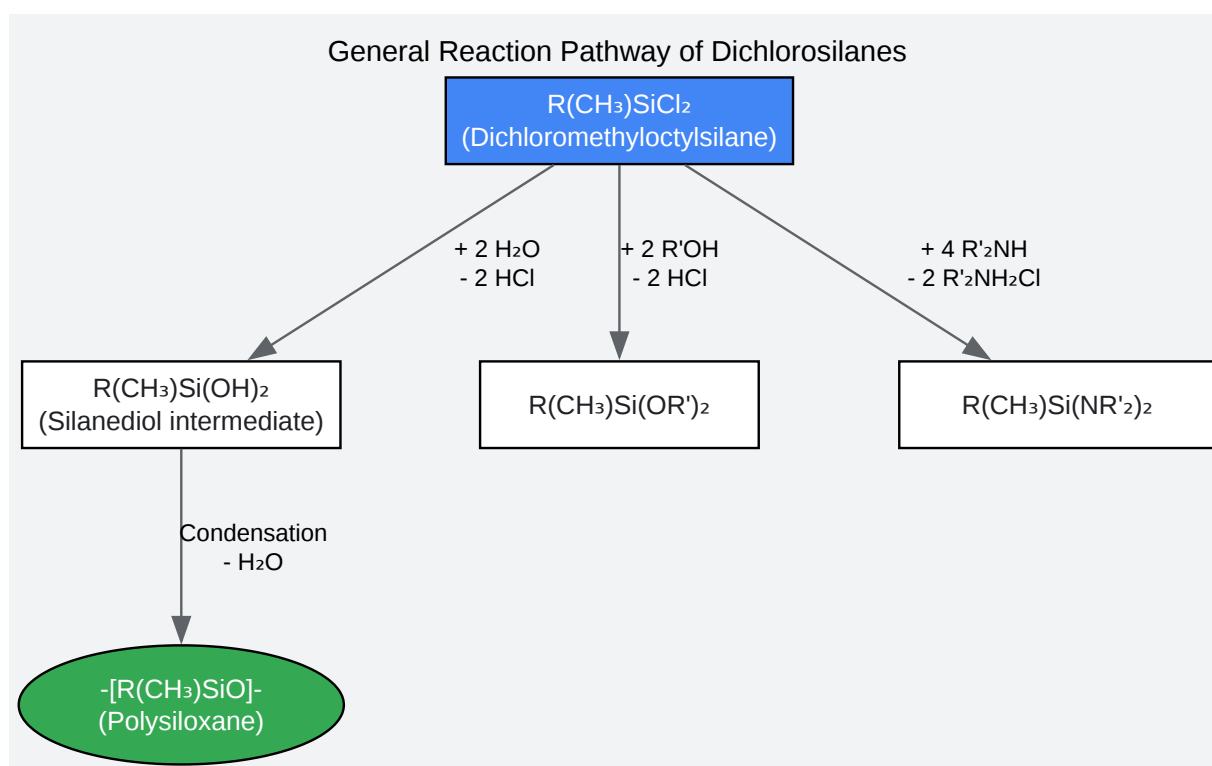 General Reaction Pathway of Dichlorosilanes
R(CH₃)SiCl₂
(Dichloromethyloctylsilane)
+ 2 H₂O
- 2 HCl
+ 2 R'OH
- 2 HCl
+ 4 R'₂NH
- 2 R'₂NH₂Cl
R(CH₃)Si(OH)₂
(Silanediol intermediate)
R(CH₃)Si(OR')₂
R(CH₃)Si(NR'₂)₂
Condensation
- H₂O
-[R(CH₃)SiO]-
(Polysiloxane)